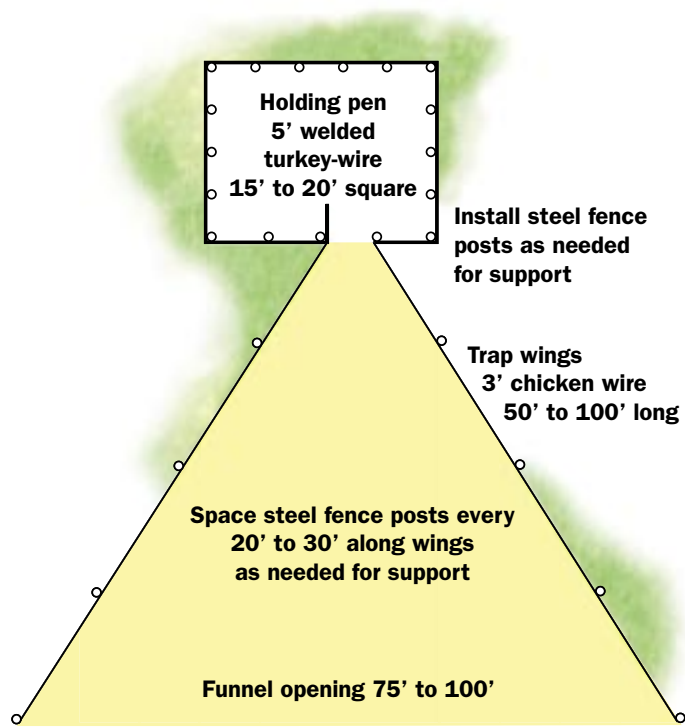 Holding pen
5’ welded
turkey-wire
15’ to 20’ square
Install steel fence
posts as needed
for support
Trap wings
3’ chicken wire
50’ to 100’ long
Space steel fence posts every
20’ to 30’ along wings
as needed for support
Funnel opening 75’ to 100’